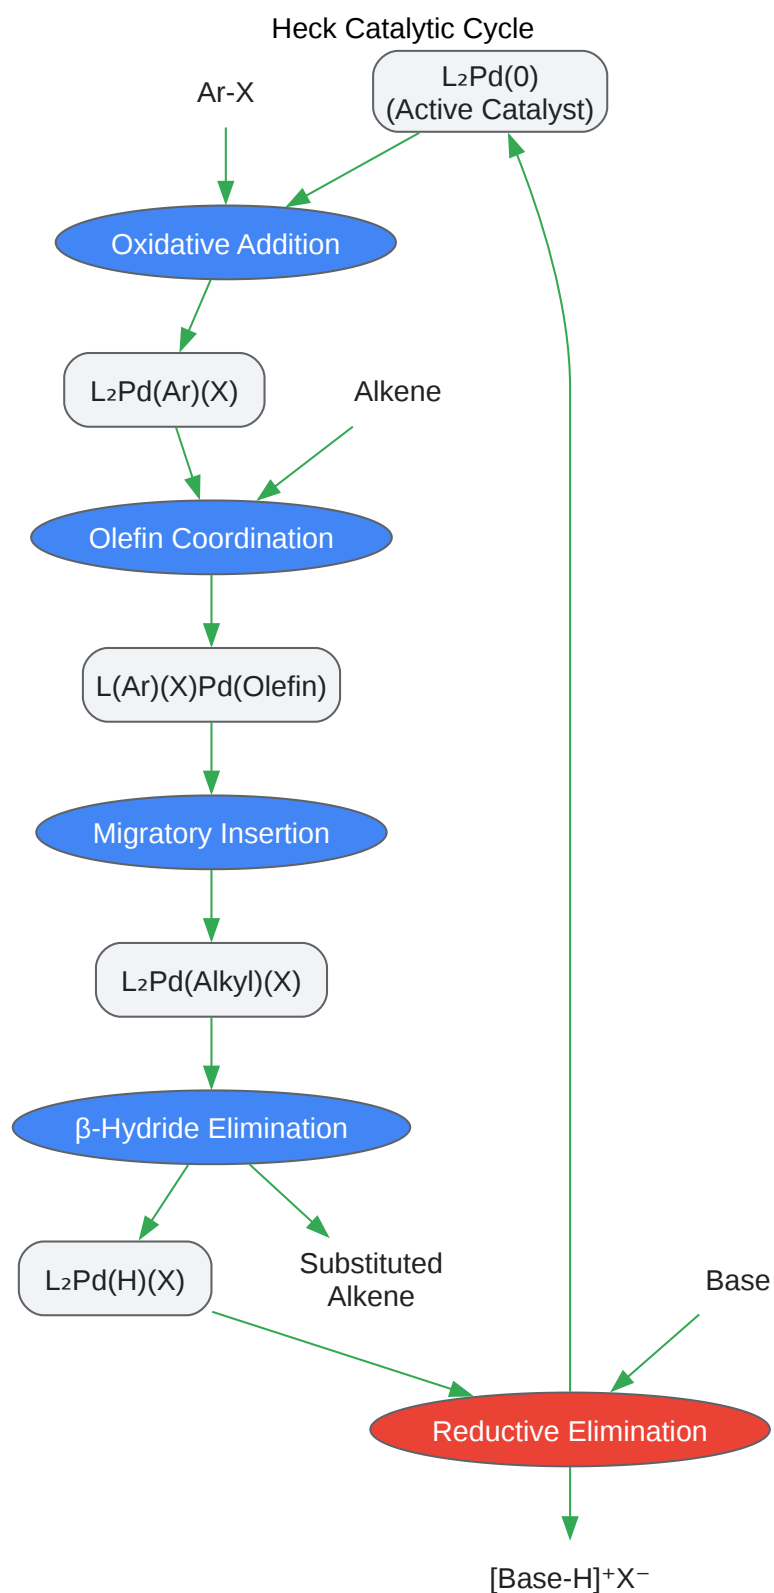 Heck Catalytic Cycle
L₂Pd(0)
(Active Catalyst)
Ar-X
Oxidative Addition
L₂Pd(Ar)(X)
Alkene
Olefin Coordination
L(Ar)(X)Pd(Olefin)
Migratory Insertion
L₂Pd(Alkyl)(X)
β-Hydride Elimination
L₂Pd(H)(X)
Substituted
Alkene
Base
Reductive Elimination
[Base-H]⁺X⁻